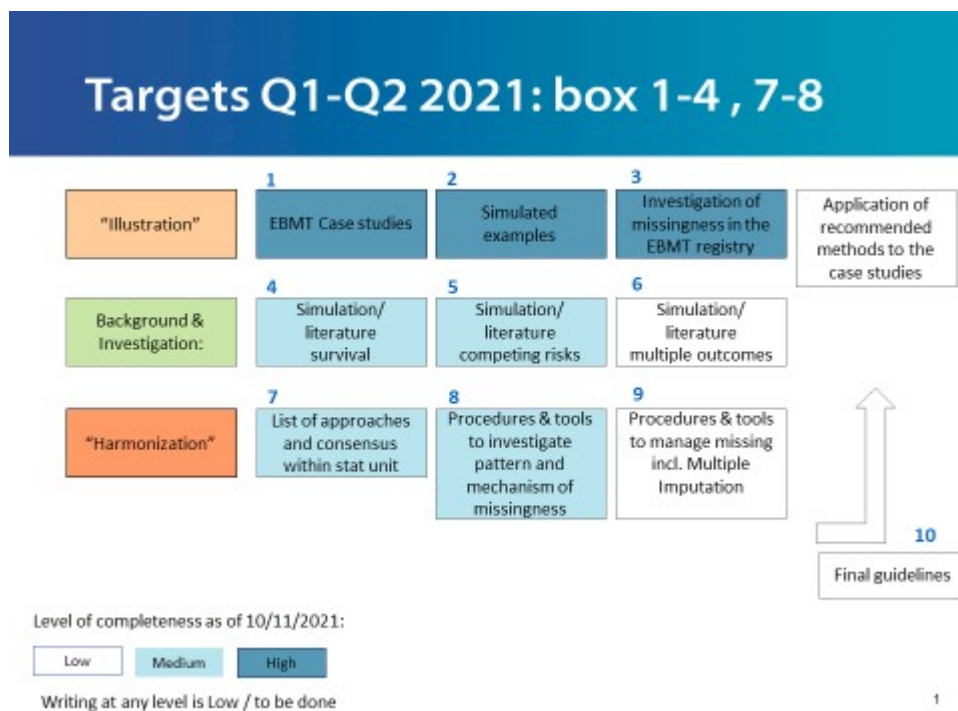 Targets Q1-Q2 2021: box 1-4 , 7-8
1
2
3
"Illustration"
EBMT Case studies
Simulated
examples
Investigation of
missingness in the
EBMT registry
Application of
recommended
methods to the
case studies
4
5
6
Background &
Investigation:
Simulation/
literature
survival
Simulation/
literature
competing risks
Simulation/
literature
multiple outcomes
7
8
9
"Harmonization"
List of approaches
and consensus
within stat unit
Procedures & tools
to investigate
pattern and
mechanism of
missingness
Procedures & tools
to manage missing
incl. Multiple
Imputation
10
Final guidelines
Level of completeness as of 10/11/2021:
Low
Medium
High
Writing at any level is Low / to be done
1